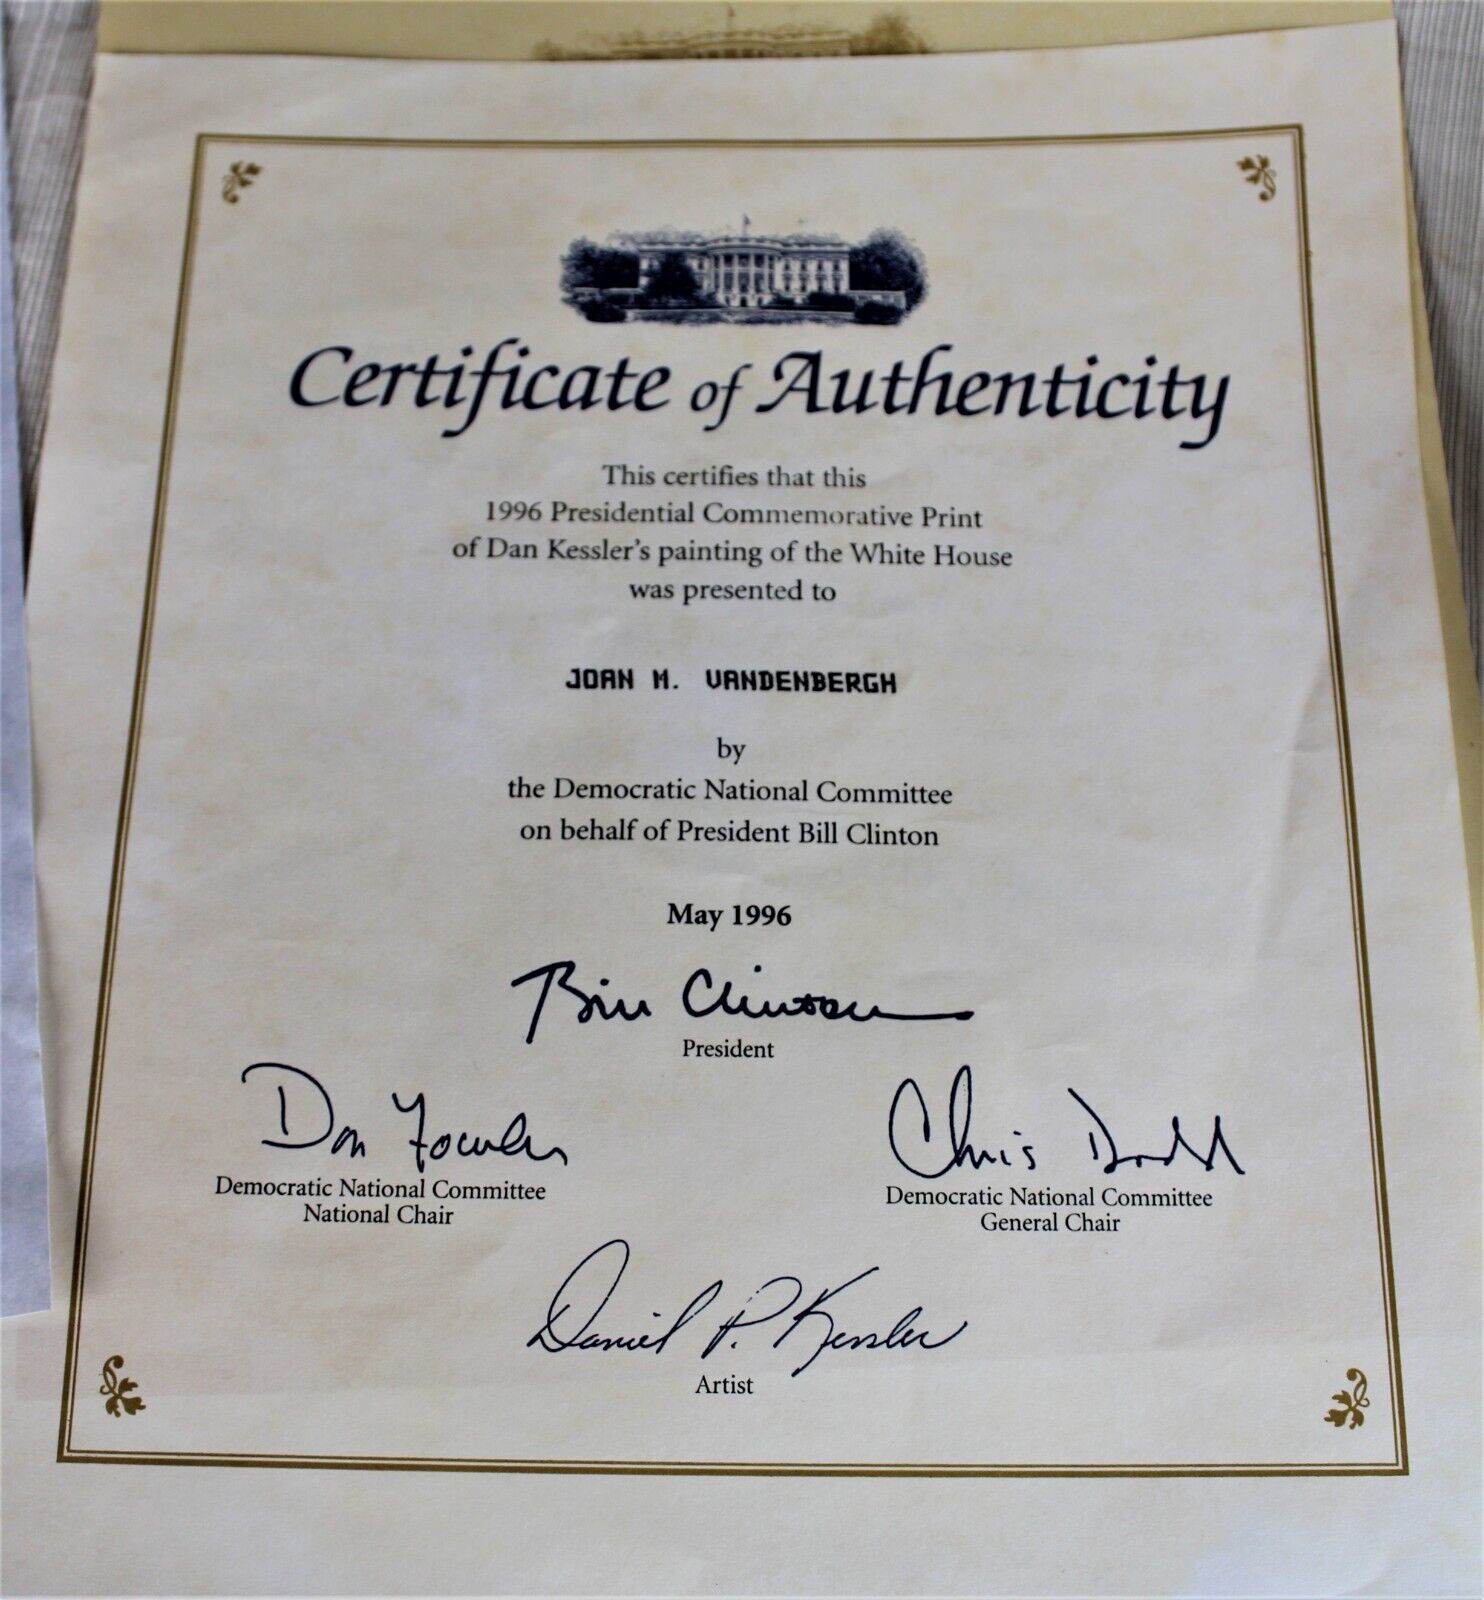 Certificate of Authenticity
This certifies that this
1996 Presidential Commemorative Print
of Dan Kessler's painting of the White House
was presented to
JOAN M. VANDENBERGH
by
the Democratic National Committee
on behalf of President Bill Clinton
May 1996
Bill Clinton
President
Don Fowler
Democratic National Committee
National Chair
Chris Dodd
Democratic National Committee
General Chair
Daniel P. Kessler
Artist